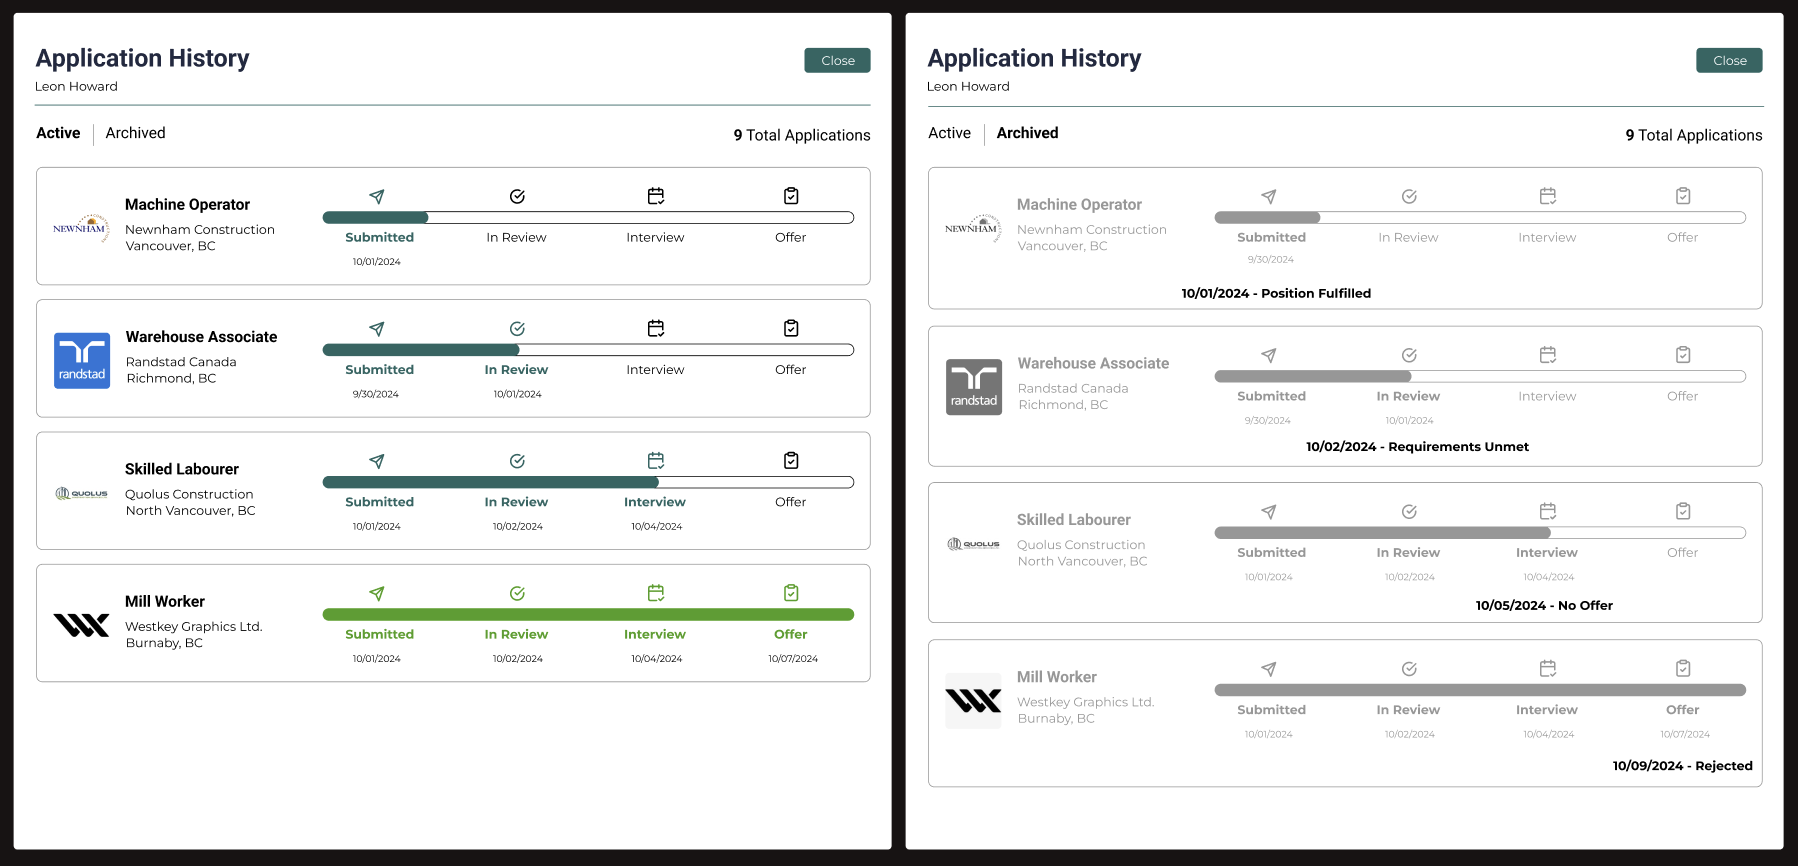 Application History
Close
Leon Howard
Active
Archived
9 Total Applications
NEWNHAM
Machine Operator
Newnham Construction
Vancouver, BC
Submitted
In Review
Interview
Offer
10/01/2024
randstad
Warehouse Associate
Randstad Canada
Richmond, BC
Submitted
In Review
Interview
Offer
9/30/2024
10/01/2024
QUOLUS
Skilled Labourer
Quolus Construction
North Vancouver, BC
Submitted
In Review
Interview
Offer
10/01/2024
10/02/2024
10/04/2024
Mill Worker
Westkey Graphics Ltd.
Burnaby, BC
Submitted
In Review
Interview
Offer
10/01/2024
10/02/2024
10/04/2024
10/07/2024
Application History
Close
Leon Howard
Active
Archived
9 Total Applications
NEWNHAM
Machine Operator
Newnham Construction
Vancouver, BC
Submitted
In Review
Interview
Offer
9/30/2024
10/01/2024 - Position Fulfilled
randstad
Warehouse Associate
Randstad Canada
Richmond, BC
Submitted
In Review
Interview
Offer
9/30/2024
10/01/2024
10/02/2024 - Requirements Unmet
QUOLUS
Skilled Labourer
Quolus Construction
North Vancouver, BC
Submitted
In Review
Interview
Offer
10/01/2024
10/02/2024
10/04/2024
10/05/2024 - No Offer
Mill Worker
Westkey Graphics Ltd.
Burnaby, BC
Submitted
In Review
Interview
Offer
10/01/2024
10/02/2024
10/04/2024
10/07/2024
10/09/2024 - Rejected